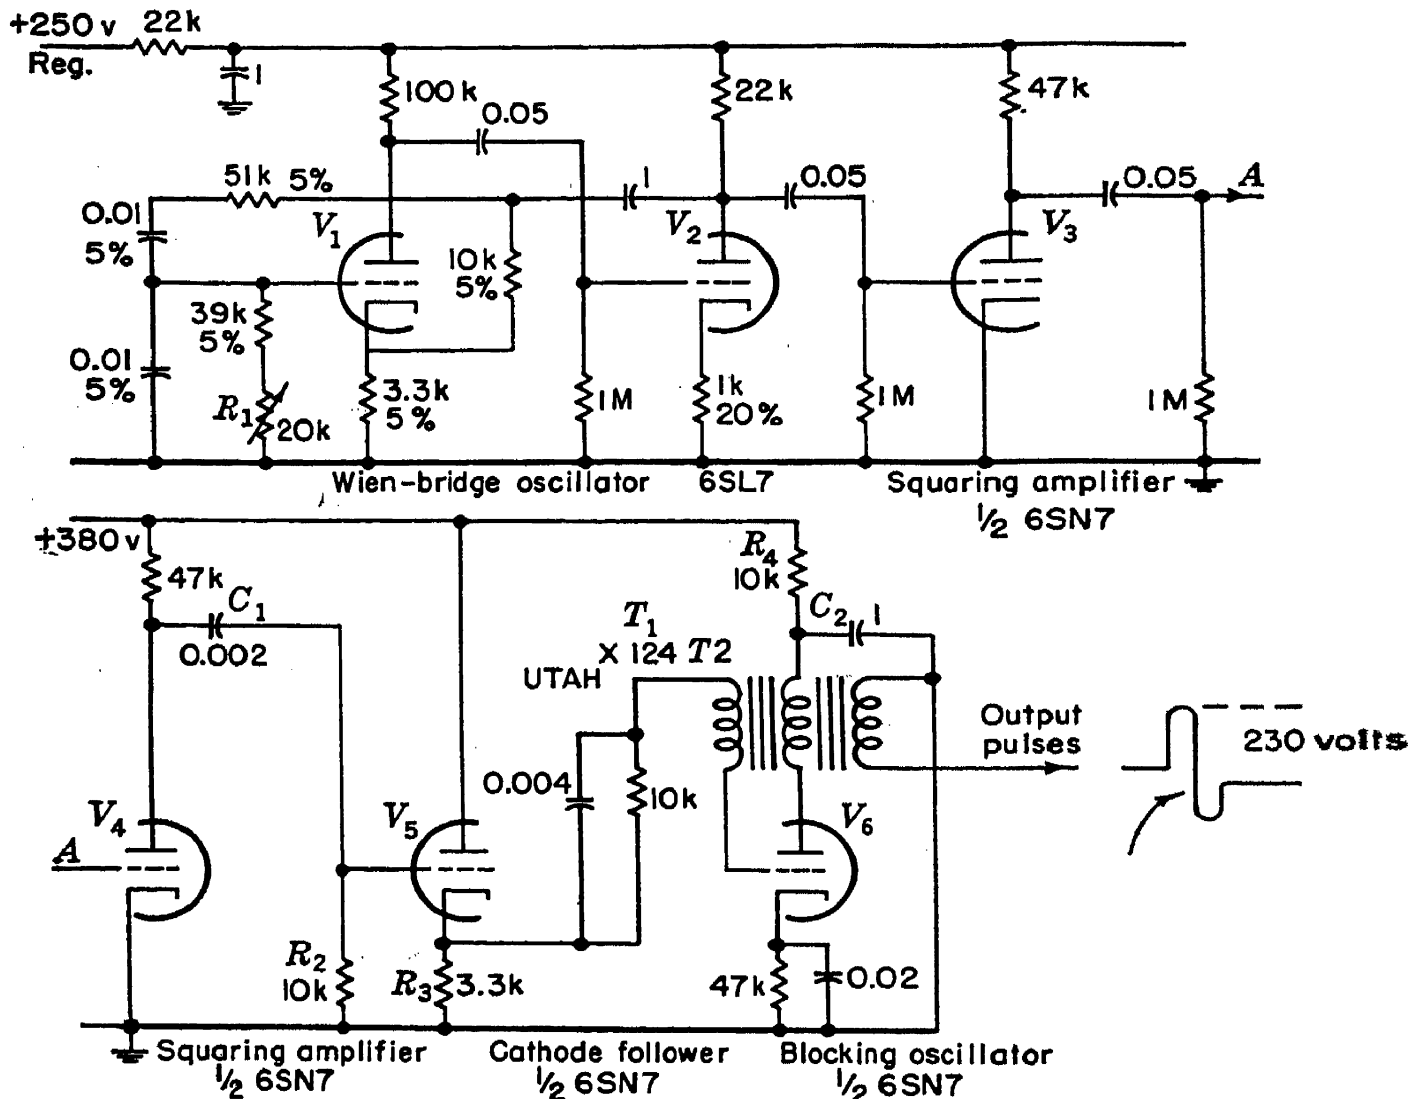 +250 v 22k
Reg.
1
100k
0.05
22k
47k
51k 5%
1
0.05
0.05 A
0.01
5%
V1
V2
V3
10k
5%
39k
5%
0.01
5%
R1
20k
3.3k
5%
1M
1k
20%
1M
1M
Wien-bridge oscillator 6SL7 Squaring amplifier
½ 6SN7
+380v
47k
C1
0.002
R4
10k
C2 1
T1
X 124 T2
UTAH
Output
pulses
230 volts
0.004
10k
V4
V5
V6
A
R2
10k
R3 3.3k
47k
0.02
Squaring amplifier Cathode follower Blocking oscillator
½ 6SN7 ½ 6SN7 ½ 6SN7